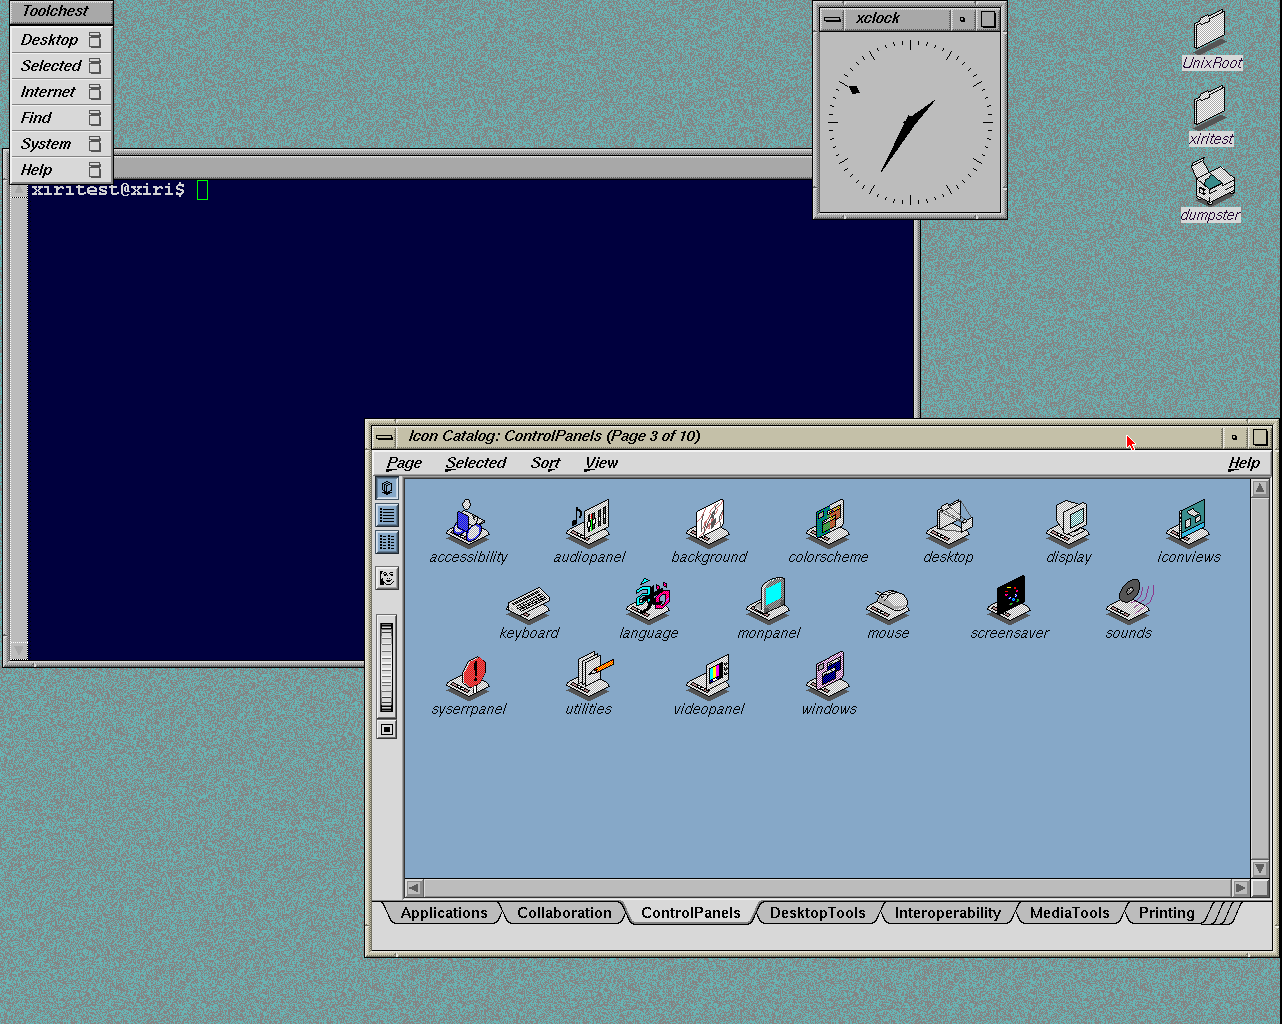 Toolchest
Desktop
Selected
Internet
Find
System
Help
xclock
UnixRoot
xiritest
dumpster
xiritest@xiri$
Icon Catalog: ControlPanels (Page 3 of 10)
Page Selected Sort View Help
accessibility audiopanel background colorscheme desktop display iconviews
keyboard language monpanel mouse screensaver sounds
syserrpanel utilities videopanel windows
Applications Collaboration ControlPanels DesktopTools Interoperability MediaTools Printing